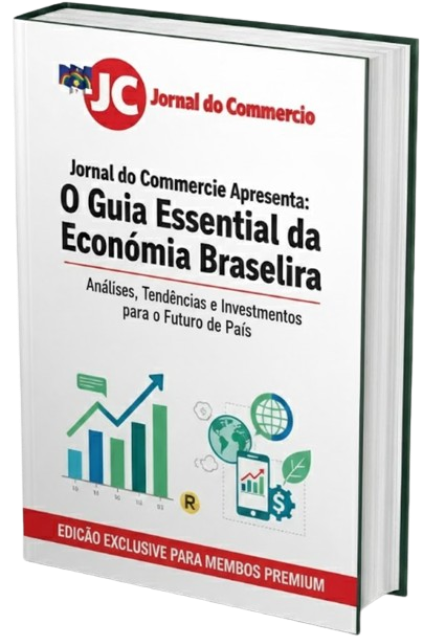 JC Jornal do Commercio
Jornal do Commercie Apresenta:
O Guia Essential da
Económia Braselira
Análises, Tendências e Investmentos
para o Futuro de País
R
$
EDICÃO EXCLUSIVE PARA MEMBOS PREMIUM